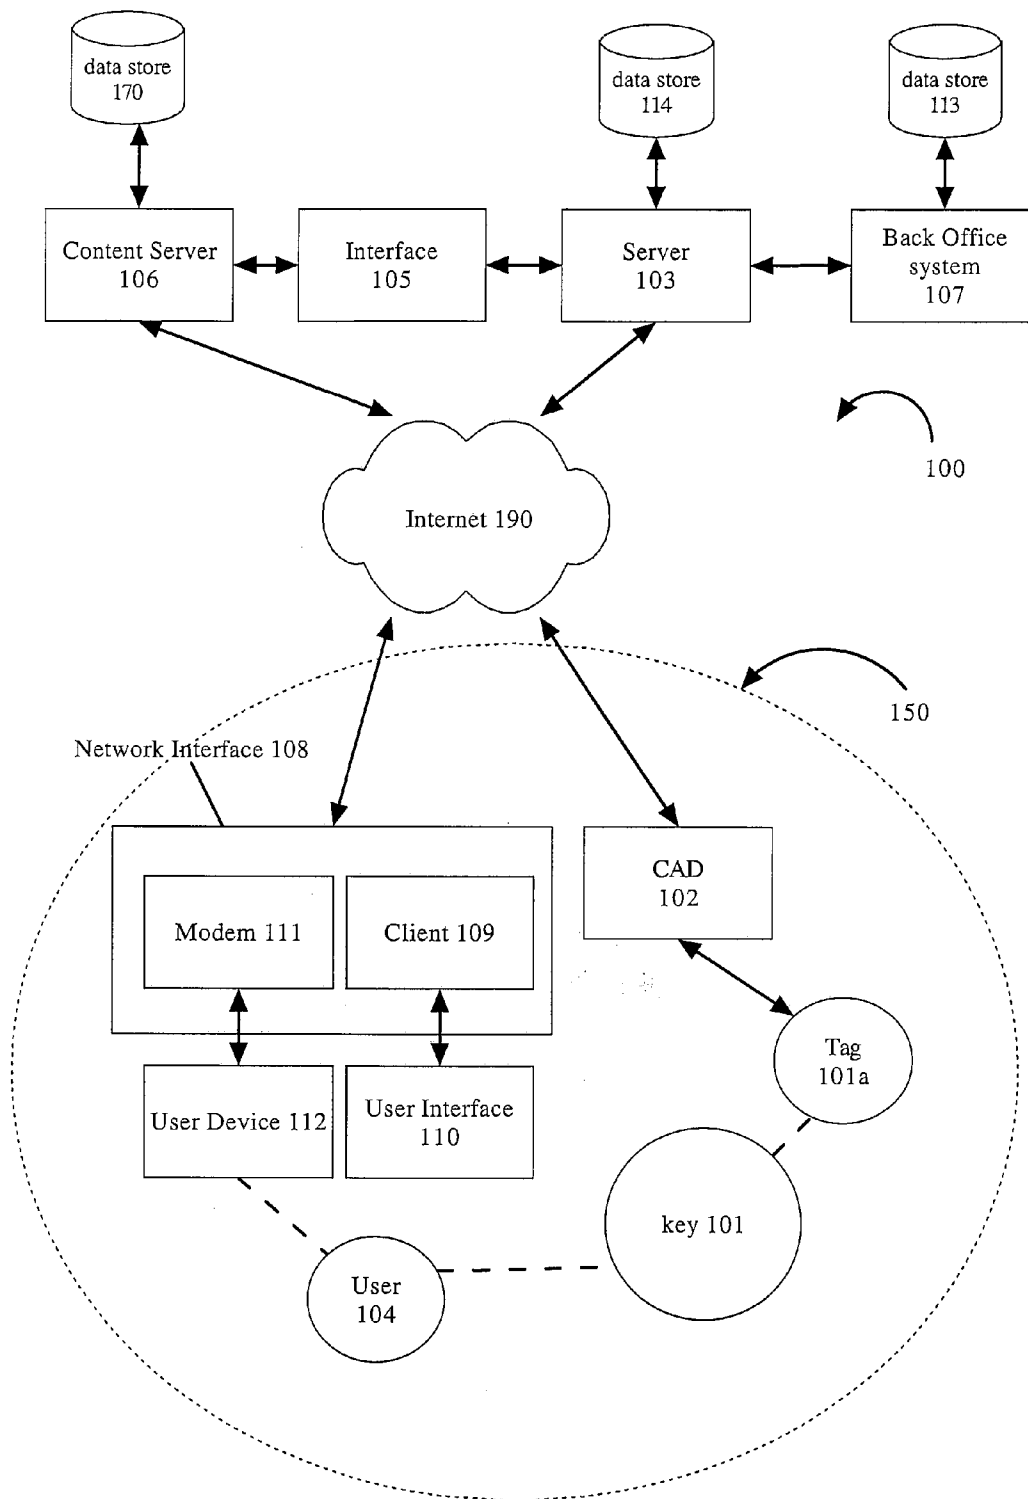 data store
170
data store
114
data store
113
Content Server
106
Interface
105
Server
103
Back Office
system
107
100
Internet 190
150
Network Interface 108
CAD
102
Modem 111
Client 109
Tag
101a
User Device 112
User Interface
110
key 101
User
104